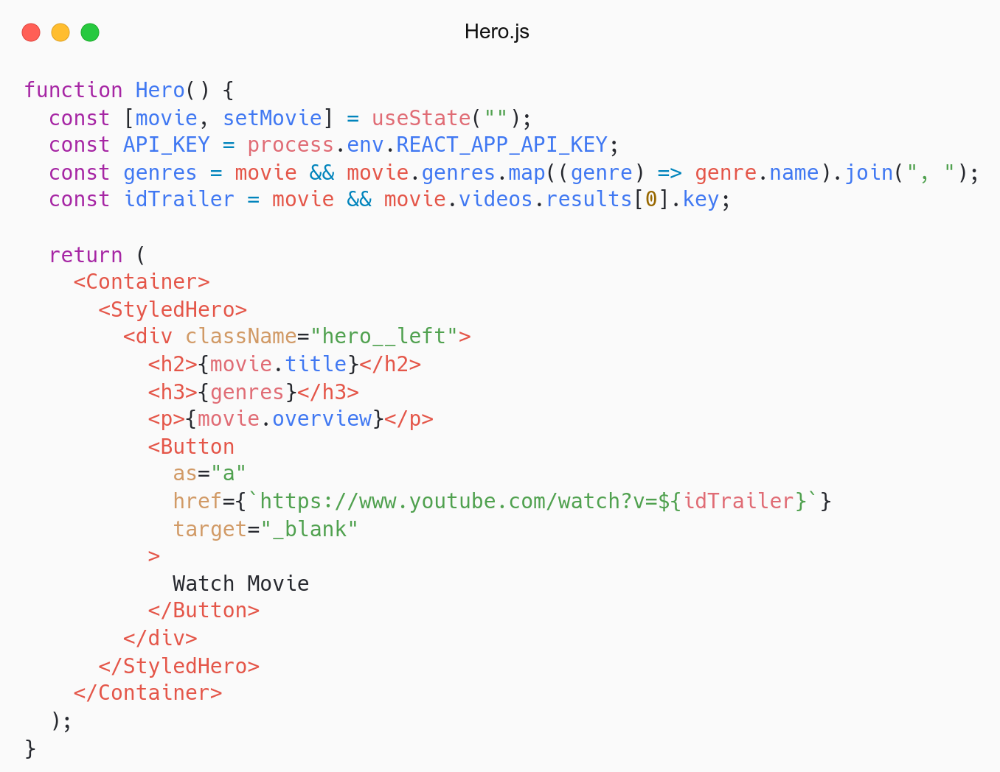 Hero.js
function Hero() {
  const [movie, setMovie] = useState("");
  const API_KEY = process.env.REACT_APP_API_KEY;
  const genres = movie && movie.genres.map((genre) => genre.name).join(", ");
  const idTrailer = movie && movie.videos.results[0].key;

  return (
    <Container>
      <StyledHero>
        <div className="hero__left">
          <h2>{movie.title}</h2>
          <h3>{genres}</h3>
          <p>{movie.overview}</p>
          <Button
            as="a"
            href={`https://www.youtube.com/watch?v=${idTrailer}`}
            target="_blank"
          >
            Watch Movie
          </Button>
        </div>
      </StyledHero>
    </Container>
  );
}